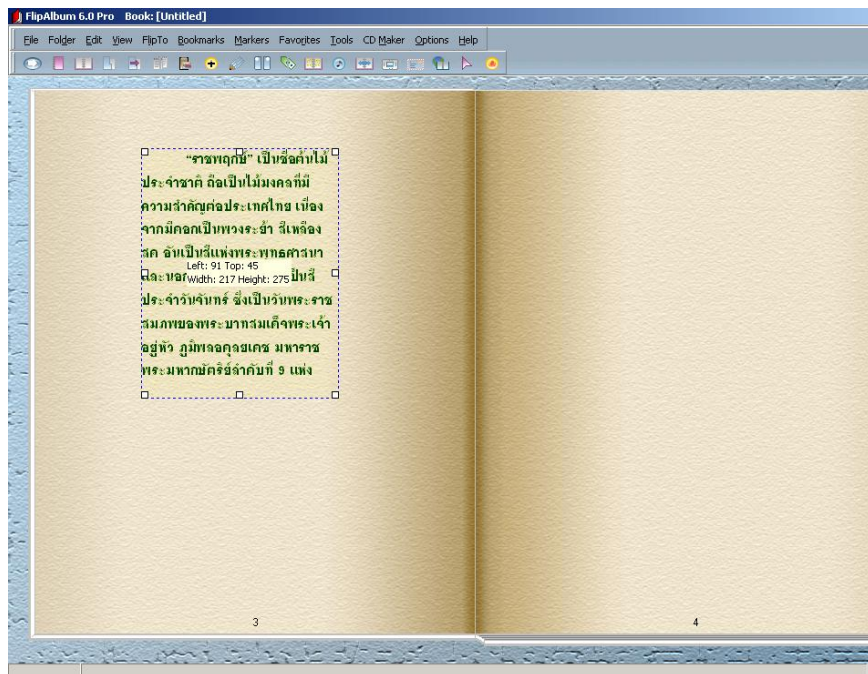 FlipAlbum 6.0 Pro Book: [Untitled]
File Folder Edit View FlipTo Bookmarks Markers Favorites Tools CD Maker Options Help
“ราชพฤกษ์” เป็นชื่อต้นไม้
ประจำชาติ ถือเป็นไม้มงคลที่มี
ความสำคัญต่อประเทศไทย เนื่อง
จากมีดอกเป็นพวงระย้า สีเหลือง
สด อันเป็นสีแห่งพระพุทธศาสนา
และนอก เป็นสี
Left: 91 Top: 45
Width: 217 Height: 275
ประจำวันจันทร์ ซึ่งเป็นวันพระราช
สมภพของพระบาทสมเด็จพระเจ้า
อยู่หัว ภูมิพลอดุลยเดช มหาราช
พระมหากษัตริย์ลำดับที่ 9 แห่ง
3
4